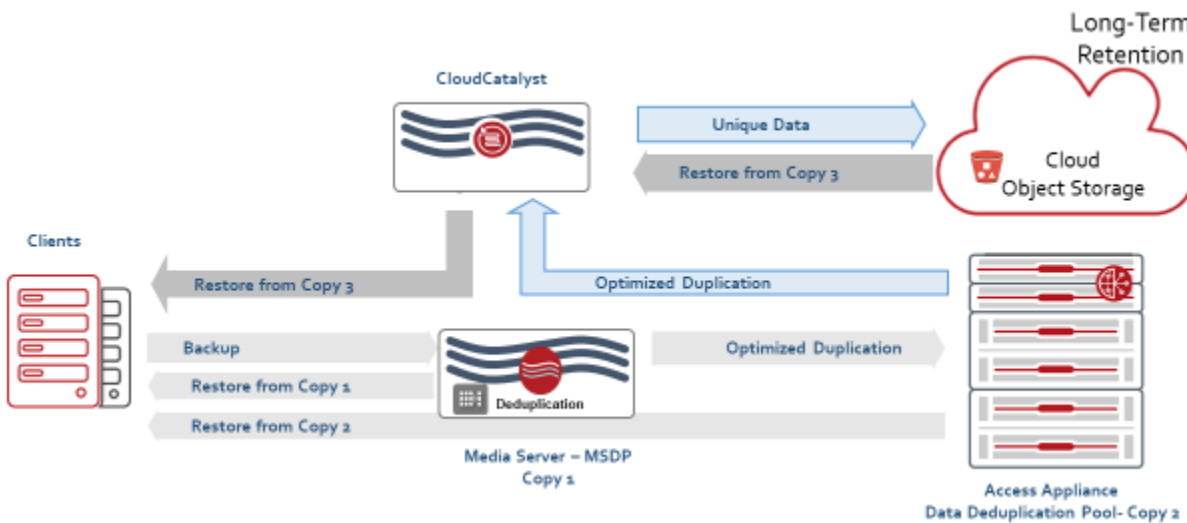 Long-Term
Retention
CloudCatalyst
Unique Data
Cloud
Object Storage
Restore from Copy 3
Clients
Restore from Copy 3
Optimized Duplication
Backup
Optimized Duplication
Restore from Copy 1
Deduplication
Restore from Copy 2
Media Server – MSDP
Copy 1
Access Appliance
Data Deduplication Pool- Copy 2